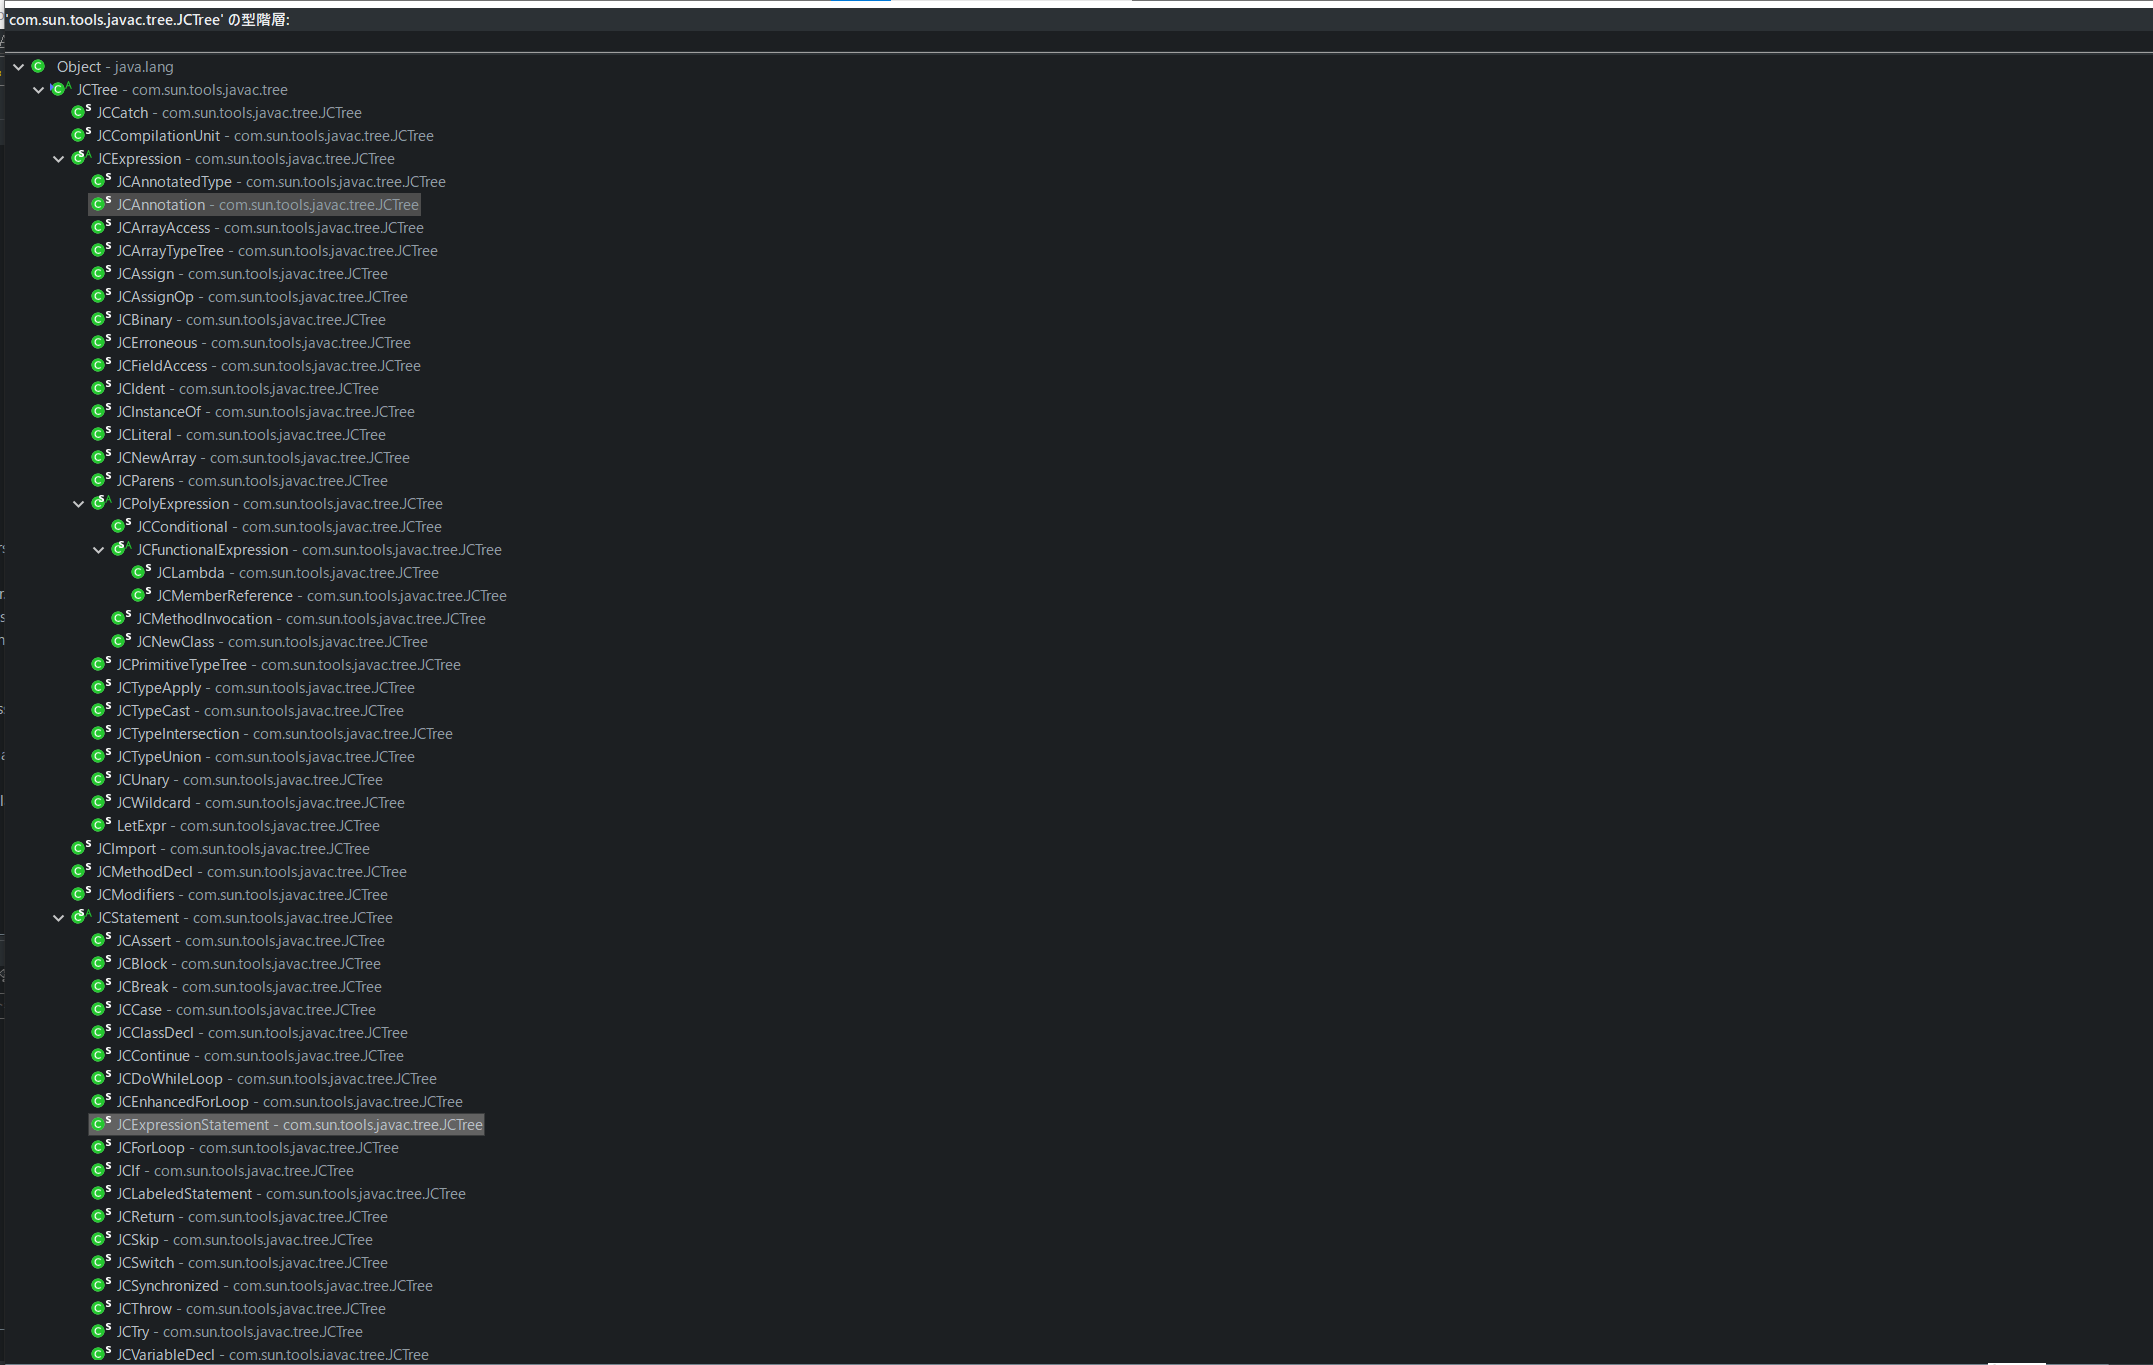 'com.sun.tools.javac.tree.JCTree' の型階層:
Object - java.lang
JCTree - com.sun.tools.javac.tree
JCCatch - com.sun.tools.javac.tree.JCTree
JCCompilationUnit - com.sun.tools.javac.tree.JCTree
JCExpression - com.sun.tools.javac.tree.JCTree
JCAnnotatedType - com.sun.tools.javac.tree.JCTree
JCAnnotation - com.sun.tools.javac.tree.JCTree
JCArrayAccess - com.sun.tools.javac.tree.JCTree
JCArrayTypeTree - com.sun.tools.javac.tree.JCTree
JCAssign - com.sun.tools.javac.tree.JCTree
JCAssignOp - com.sun.tools.javac.tree.JCTree
JCBinary - com.sun.tools.javac.tree.JCTree
JCErroneous - com.sun.tools.javac.tree.JCTree
JCFieldAccess - com.sun.tools.javac.tree.JCTree
JCIdent - com.sun.tools.javac.tree.JCTree
JCInstanceOf - com.sun.tools.javac.tree.JCTree
JCLiteral - com.sun.tools.javac.tree.JCTree
JCNewArray - com.sun.tools.javac.tree.JCTree
JCParens - com.sun.tools.javac.tree.JCTree
JCPolyExpression - com.sun.tools.javac.tree.JCTree
JCConditional - com.sun.tools.javac.tree.JCTree
JCFunctionalExpression - com.sun.tools.javac.tree.JCTree
JCLambda - com.sun.tools.javac.tree.JCTree
JCMemberReference - com.sun.tools.javac.tree.JCTree
JCMethodInvocation - com.sun.tools.javac.tree.JCTree
JCNewClass - com.sun.tools.javac.tree.JCTree
JCPrimitiveTypeTree - com.sun.tools.javac.tree.JCTree
JCTypeApply - com.sun.tools.javac.tree.JCTree
JCTypeCast - com.sun.tools.javac.tree.JCTree
JCTypeIntersection - com.sun.tools.javac.tree.JCTree
JCTypeUnion - com.sun.tools.javac.tree.JCTree
JCUnary - com.sun.tools.javac.tree.JCTree
JCWildcard - com.sun.tools.javac.tree.JCTree
LetExpr - com.sun.tools.javac.tree.JCTree
JCImport - com.sun.tools.javac.tree.JCTree
JCMethodDecl - com.sun.tools.javac.tree.JCTree
JCModifiers - com.sun.tools.javac.tree.JCTree
JCStatement - com.sun.tools.javac.tree.JCTree
JCAssert - com.sun.tools.javac.tree.JCTree
JCBlock - com.sun.tools.javac.tree.JCTree
JCBreak - com.sun.tools.javac.tree.JCTree
JCCase - com.sun.tools.javac.tree.JCTree
JCClassDecl - com.sun.tools.javac.tree.JCTree
JCContinue - com.sun.tools.javac.tree.JCTree
JCDoWhileLoop - com.sun.tools.javac.tree.JCTree
JCEnhancedForLoop - com.sun.tools.javac.tree.JCTree
JCExpressionStatement - com.sun.tools.javac.tree.JCTree
JCForLoop - com.sun.tools.javac.tree.JCTree
JCIf - com.sun.tools.javac.tree.JCTree
JCLabeledStatement - com.sun.tools.javac.tree.JCTree
JCReturn - com.sun.tools.javac.tree.JCTree
JCSkip - com.sun.tools.javac.tree.JCTree
JCSwitch - com.sun.tools.javac.tree.JCTree
JCSynchronized - com.sun.tools.javac.tree.JCTree
JCThrow - com.sun.tools.javac.tree.JCTree
JCTry - com.sun.tools.javac.tree.JCTree
JCVariableDecl - com.sun.tools.javac.tree.JCTree